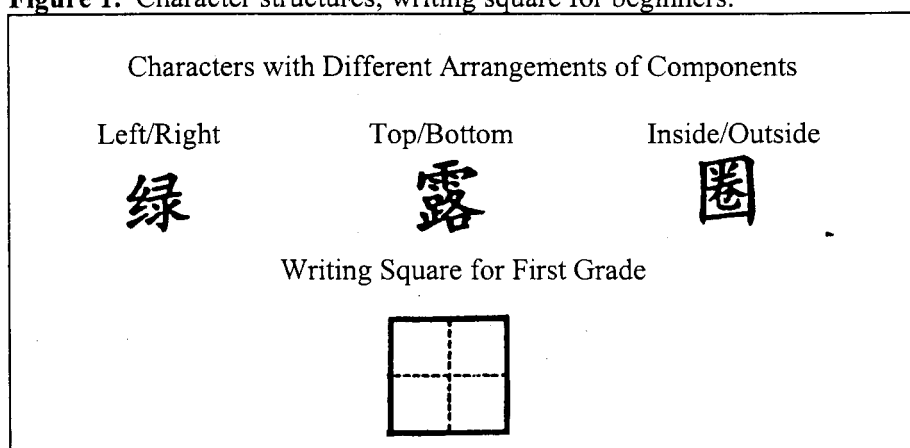 Figure 1. Character structures, writing square for beginners.
Characters with Different Arrangements of Components
Left/Right Top/Bottom Inside/Outside
绿 露 圈
Writing Square for First Grade